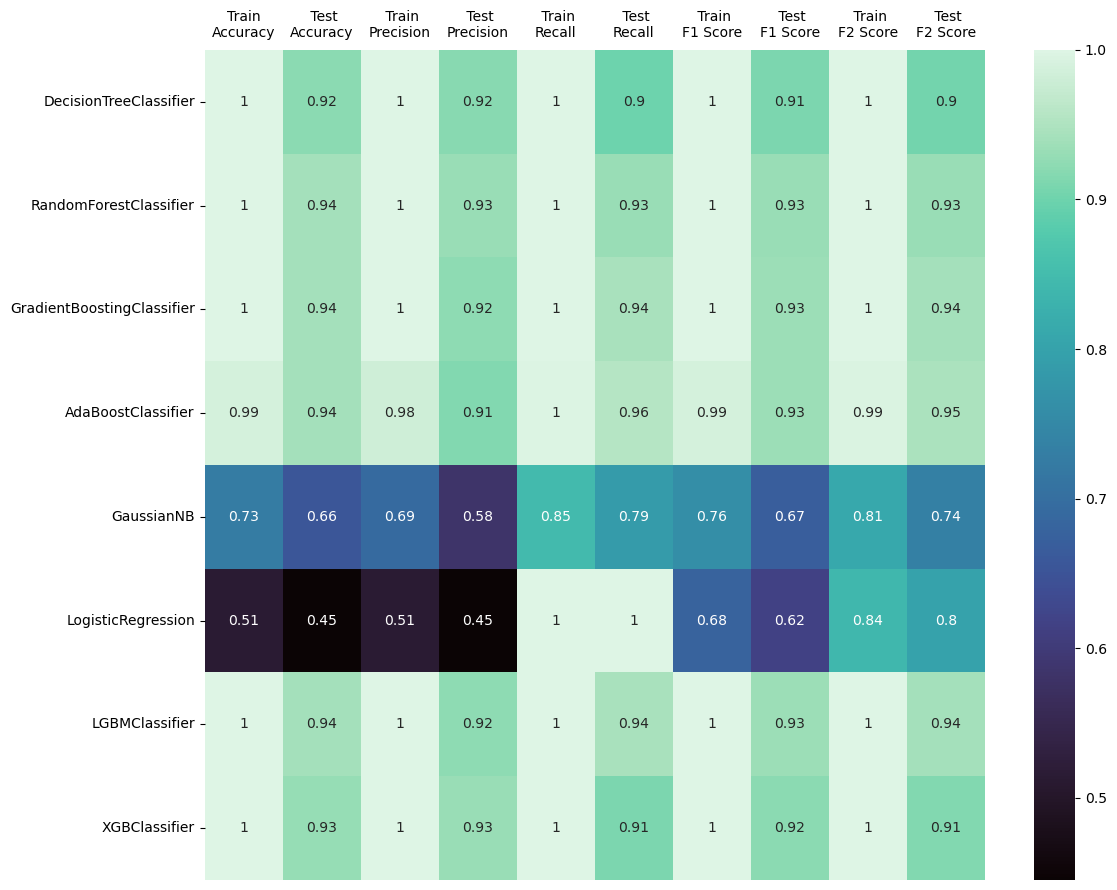 Train Accuracy
Test Accuracy
Train Precision
Test Precision
Train Recall
Test Recall
Train F1 Score
Test F1 Score
Train F2 Score
Test F2 Score
DecisionTreeClassifier 1 0.92 1 0.92 1 0.9 1 0.91 1 0.9
RandomForestClassifier 1 0.94 1 0.93 1 0.93 1 0.93 1 0.93
GradientBoostingClassifier 1 0.94 1 0.92 1 0.94 1 0.93 1 0.94
AdaBoostClassifier 0.99 0.94 0.98 0.91 1 0.96 0.99 0.93 0.99 0.95
GaussianNB 0.73 0.66 0.69 0.58 0.85 0.79 0.76 0.67 0.81 0.74
LogisticRegression 0.51 0.45 0.51 0.45 1 1 0.68 0.62 0.84 0.8
LGBMClassifier 1 0.94 1 0.92 1 0.94 1 0.93 1 0.94
XGBClassifier 1 0.93 1 0.93 1 0.91 1 0.92 1 0.91
1.0
0.9
0.8
0.7
0.6
0.5